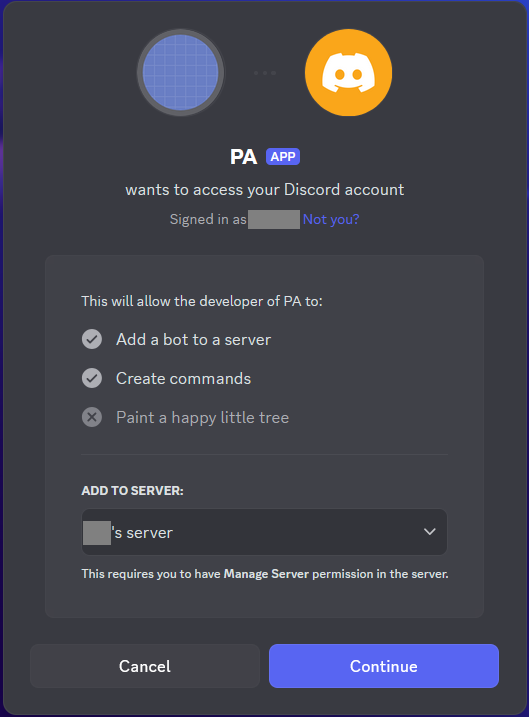 PA APP
wants to access your Discord account
Signed in as Not you?
This will allow the developer of PA to:
Add a bot to a server
Create commands
Paint a happy little tree
ADD TO SERVER:
's server
This requires you to have Manage Server permission in the server.
Cancel
Continue